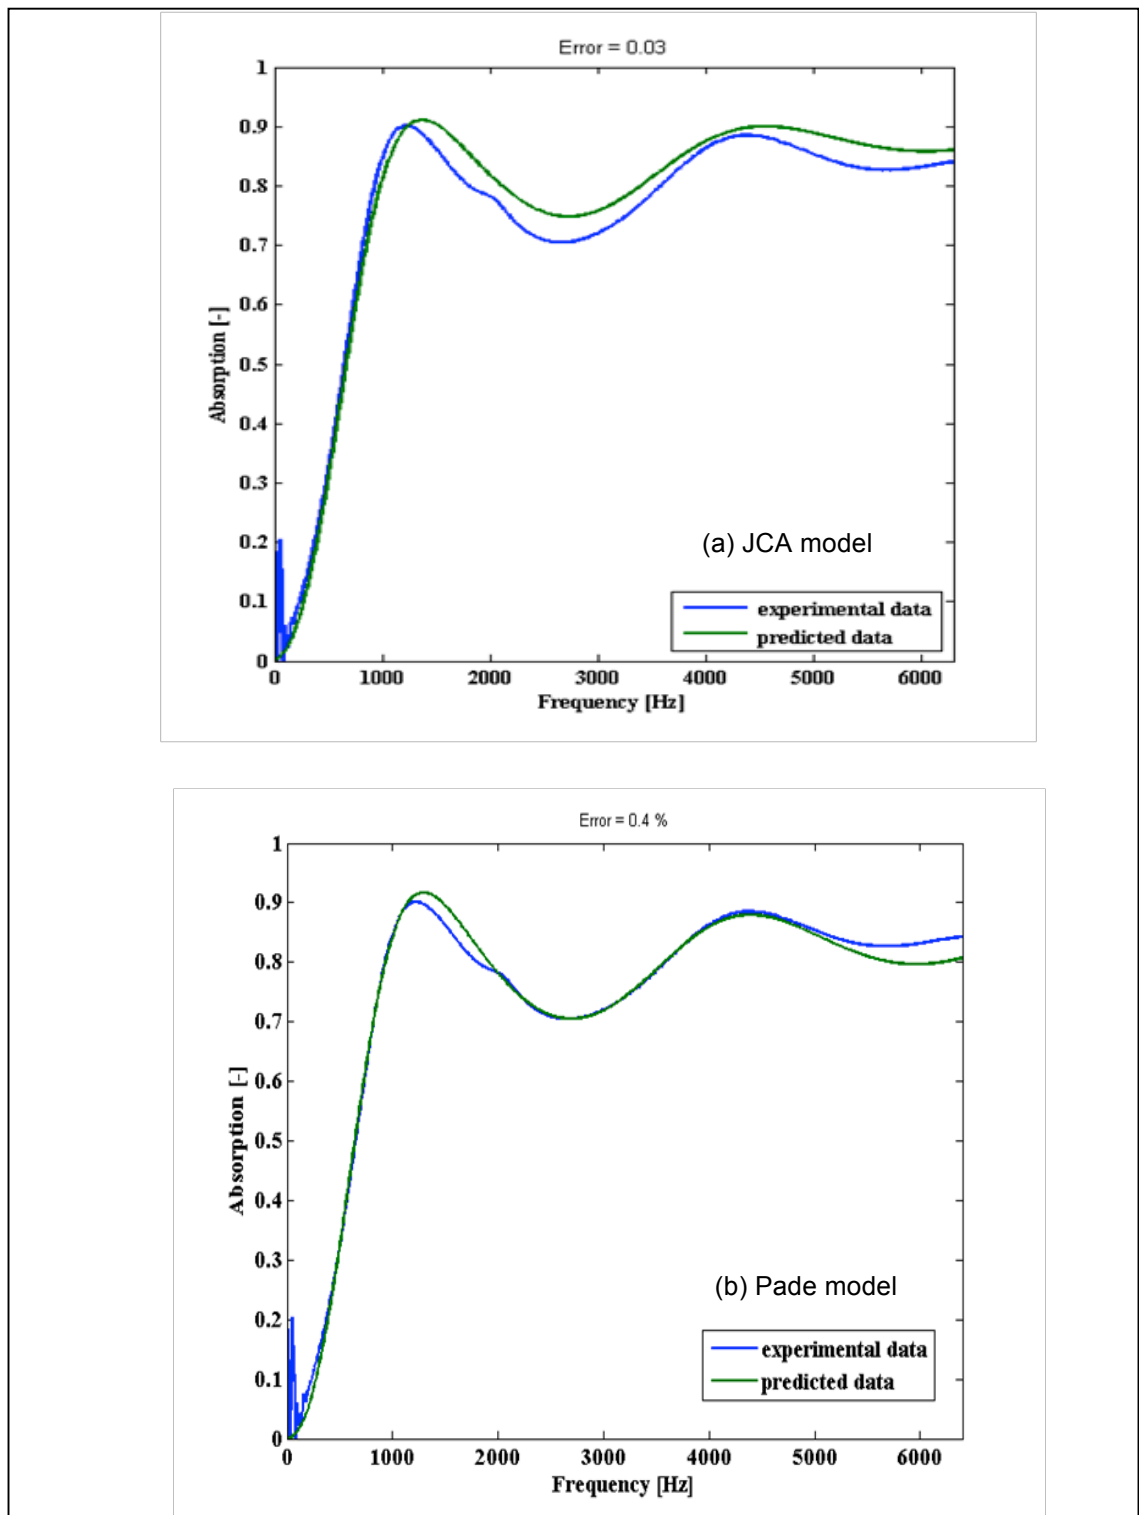 Error = 0.03
1
0.9
0.8
0.7
0.6
0.5
0.4
0.3
0.2
0.1
0
Absorption [-]
(a) JCA model
experimental data
predicted data
0 1000 2000 3000 4000 5000 6000
Frequency [Hz]
Error = 0.4 %
1
0.9
0.8
0.7
0.6
0.5
0.4
0.3
0.2
0.1
0
Absorption [-]
(b) Pade model
experimental data
predicted data
0 1000 2000 3000 4000 5000 6000
Frequency [Hz]